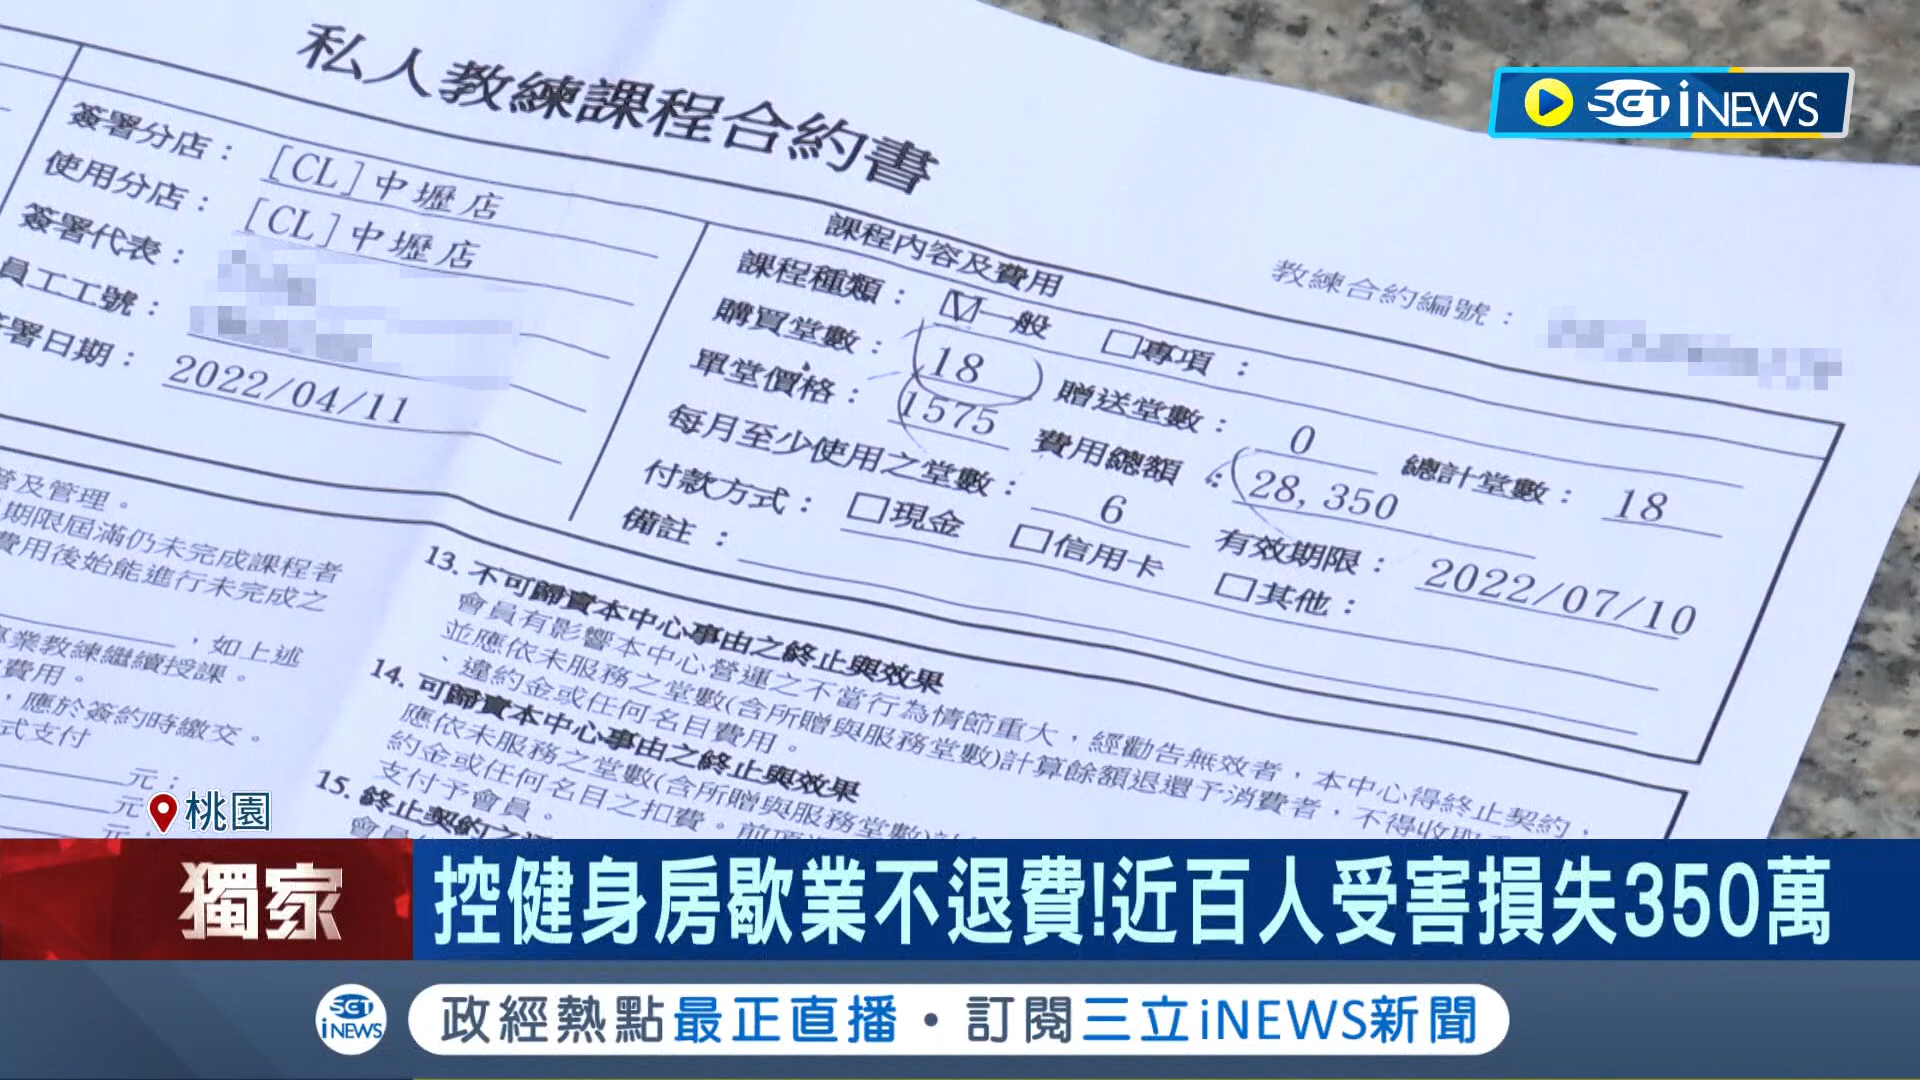 SET iNEWS
私人教練課程合約書
簽署分店：[CL]中壢店
使用分店：[CL]中壢店
簽署代表：
員工工號：
署日期：2022/04/11
課程內容及費用
教練合約編號：
課程種類：☑一般 □專項：
購買堂數：18 贈送堂數：0 總計堂數：18
單堂價格：1575 費用總額：28,350
每月至少使用之堂數：6 有效期限：2022/07/10
付款方式：□現金 □信用卡 □其他：
備註：
營及管理。
期限屆滿仍未完成課程者
費用後始能進行未完成之
，如上述
專業教練繼續授課。
費用。
，應於簽約時繳交。
式支付
元；
元
元
13. 不可歸責本中心事由之終止與效果
會員有影響本中心營運之不當行為情節重大，經勸告無效者，本中心得終止契約，
並應依未服務之堂數(含所贈與服務堂數)計算餘額退還予消費者，不得收取
、違約金或任何名目費用。
14. 可歸責本中心事由之終止與效果
應依未服務之堂數(含所贈與服務堂數)計
約金或任何名目之扣費。前項
支付予會員。
15. 終止契約之
會員
桃園
獨家
控健身房歇業不退費!近百人受害損失350萬
SET iNEWS
政經熱點最正直播・訂閱三立iNEWS新聞